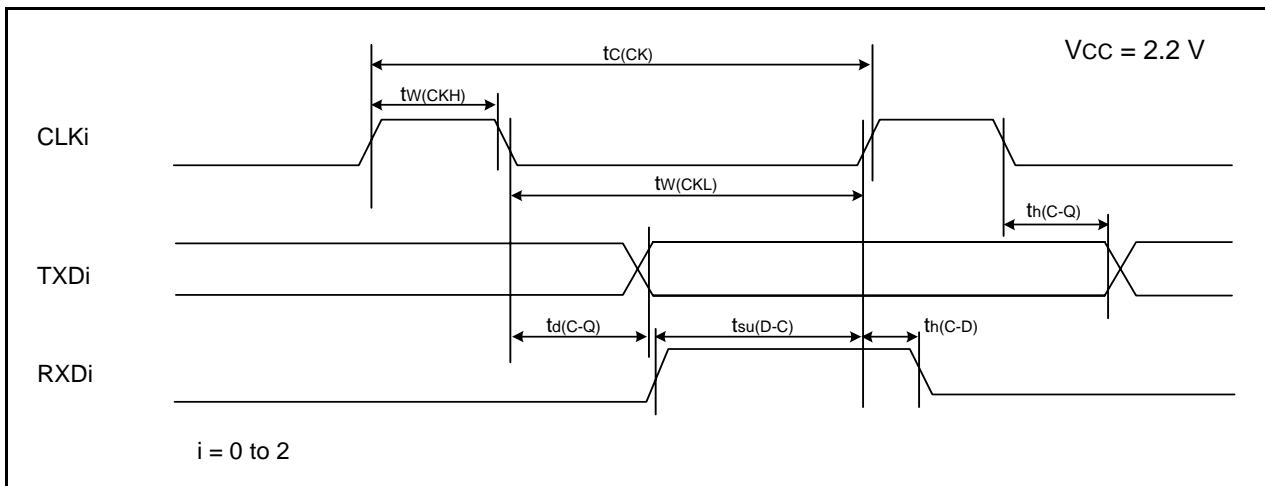 tC(CK)
VCC = 2.2 V
tW(CKH)
CLKi
tW(CKL)
th(C-Q)
TXDi
td(C-Q)
tsu(D-C)
th(C-D)
RXDi
i = 0 to 2